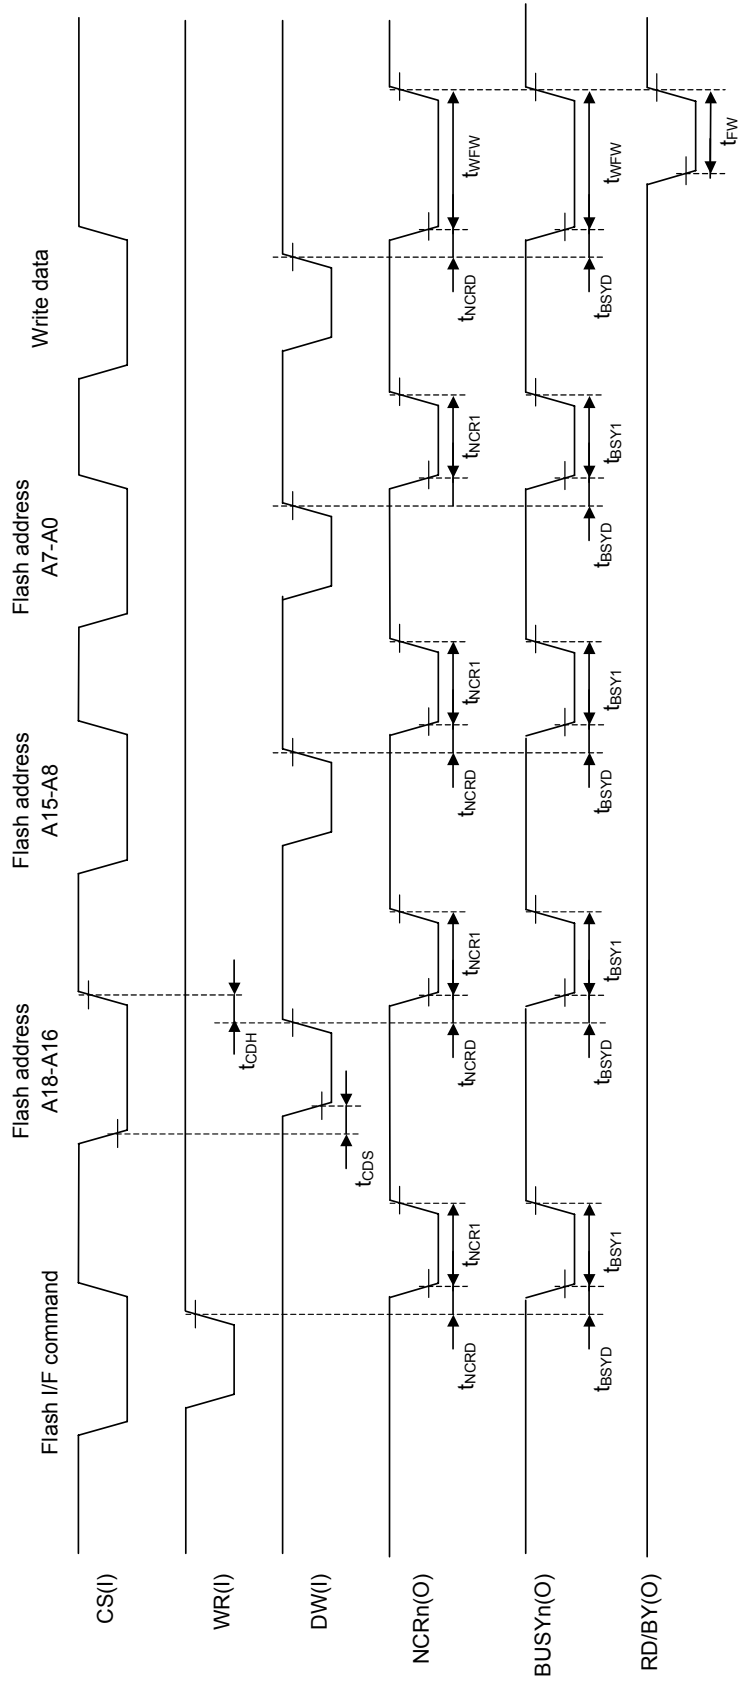 Flash I/F command
Flash address
A18-A16
Flash address
A15-A8
Flash address
A7-A0
Write data
CS(I)
WR(I)
tCDH
DW(I)
tCDS
NCRn(O)
tNCRD
tNCR1
tNCRD
tNCR1
tNCRD
tNCR1
tNCR1
tNCRD
tWFW
BUSYn(O)
tBSYD
tBSY1
tBSYD
tBSY1
tBSYD
tBSY1
tBSYD
tBSY1
tBSYD
tWFW
RD/BY(O)
tFW